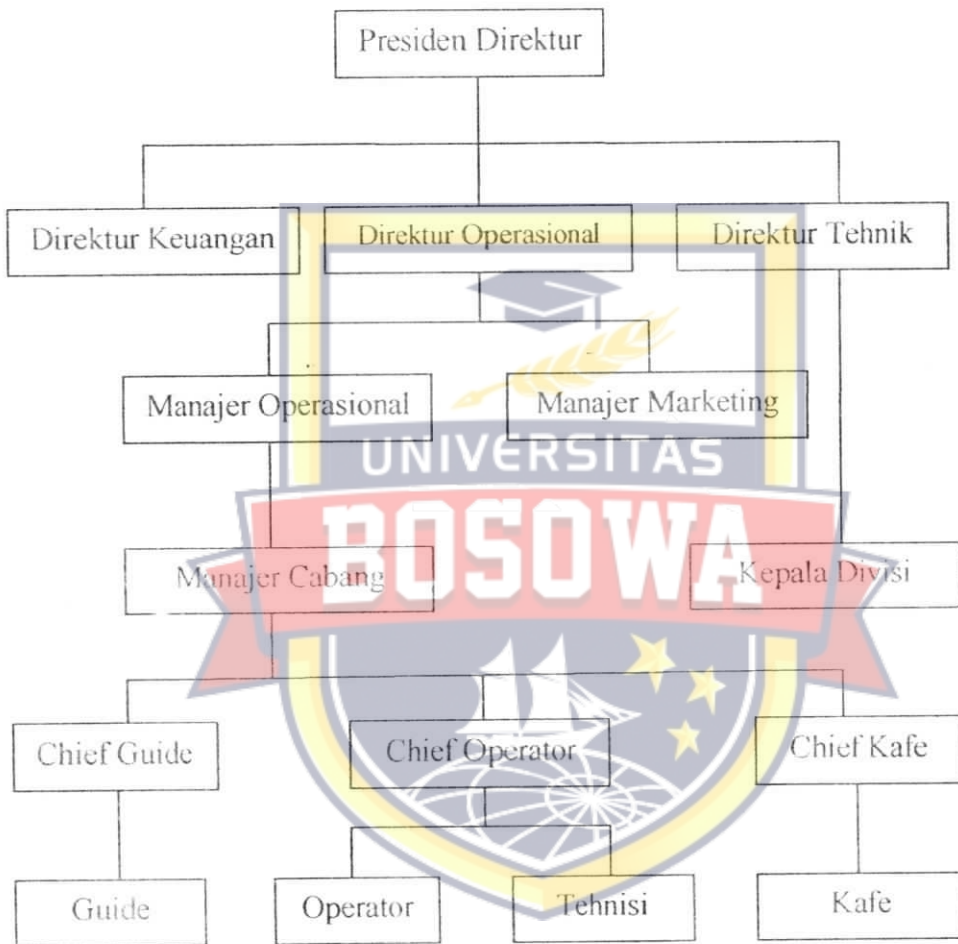 Presiden Direktur
Direktur Keuangan
Direktur Operasional
Direktur Tehnik
Manajer Operasional
Manajer Marketing
UNIVERSITAS
BOSOWA
Manajer Cabang
Kepala Divisi
Chief Guide
Chief Operator
Chief Kafe
Guide
Operator
Tehnisi
Kafe